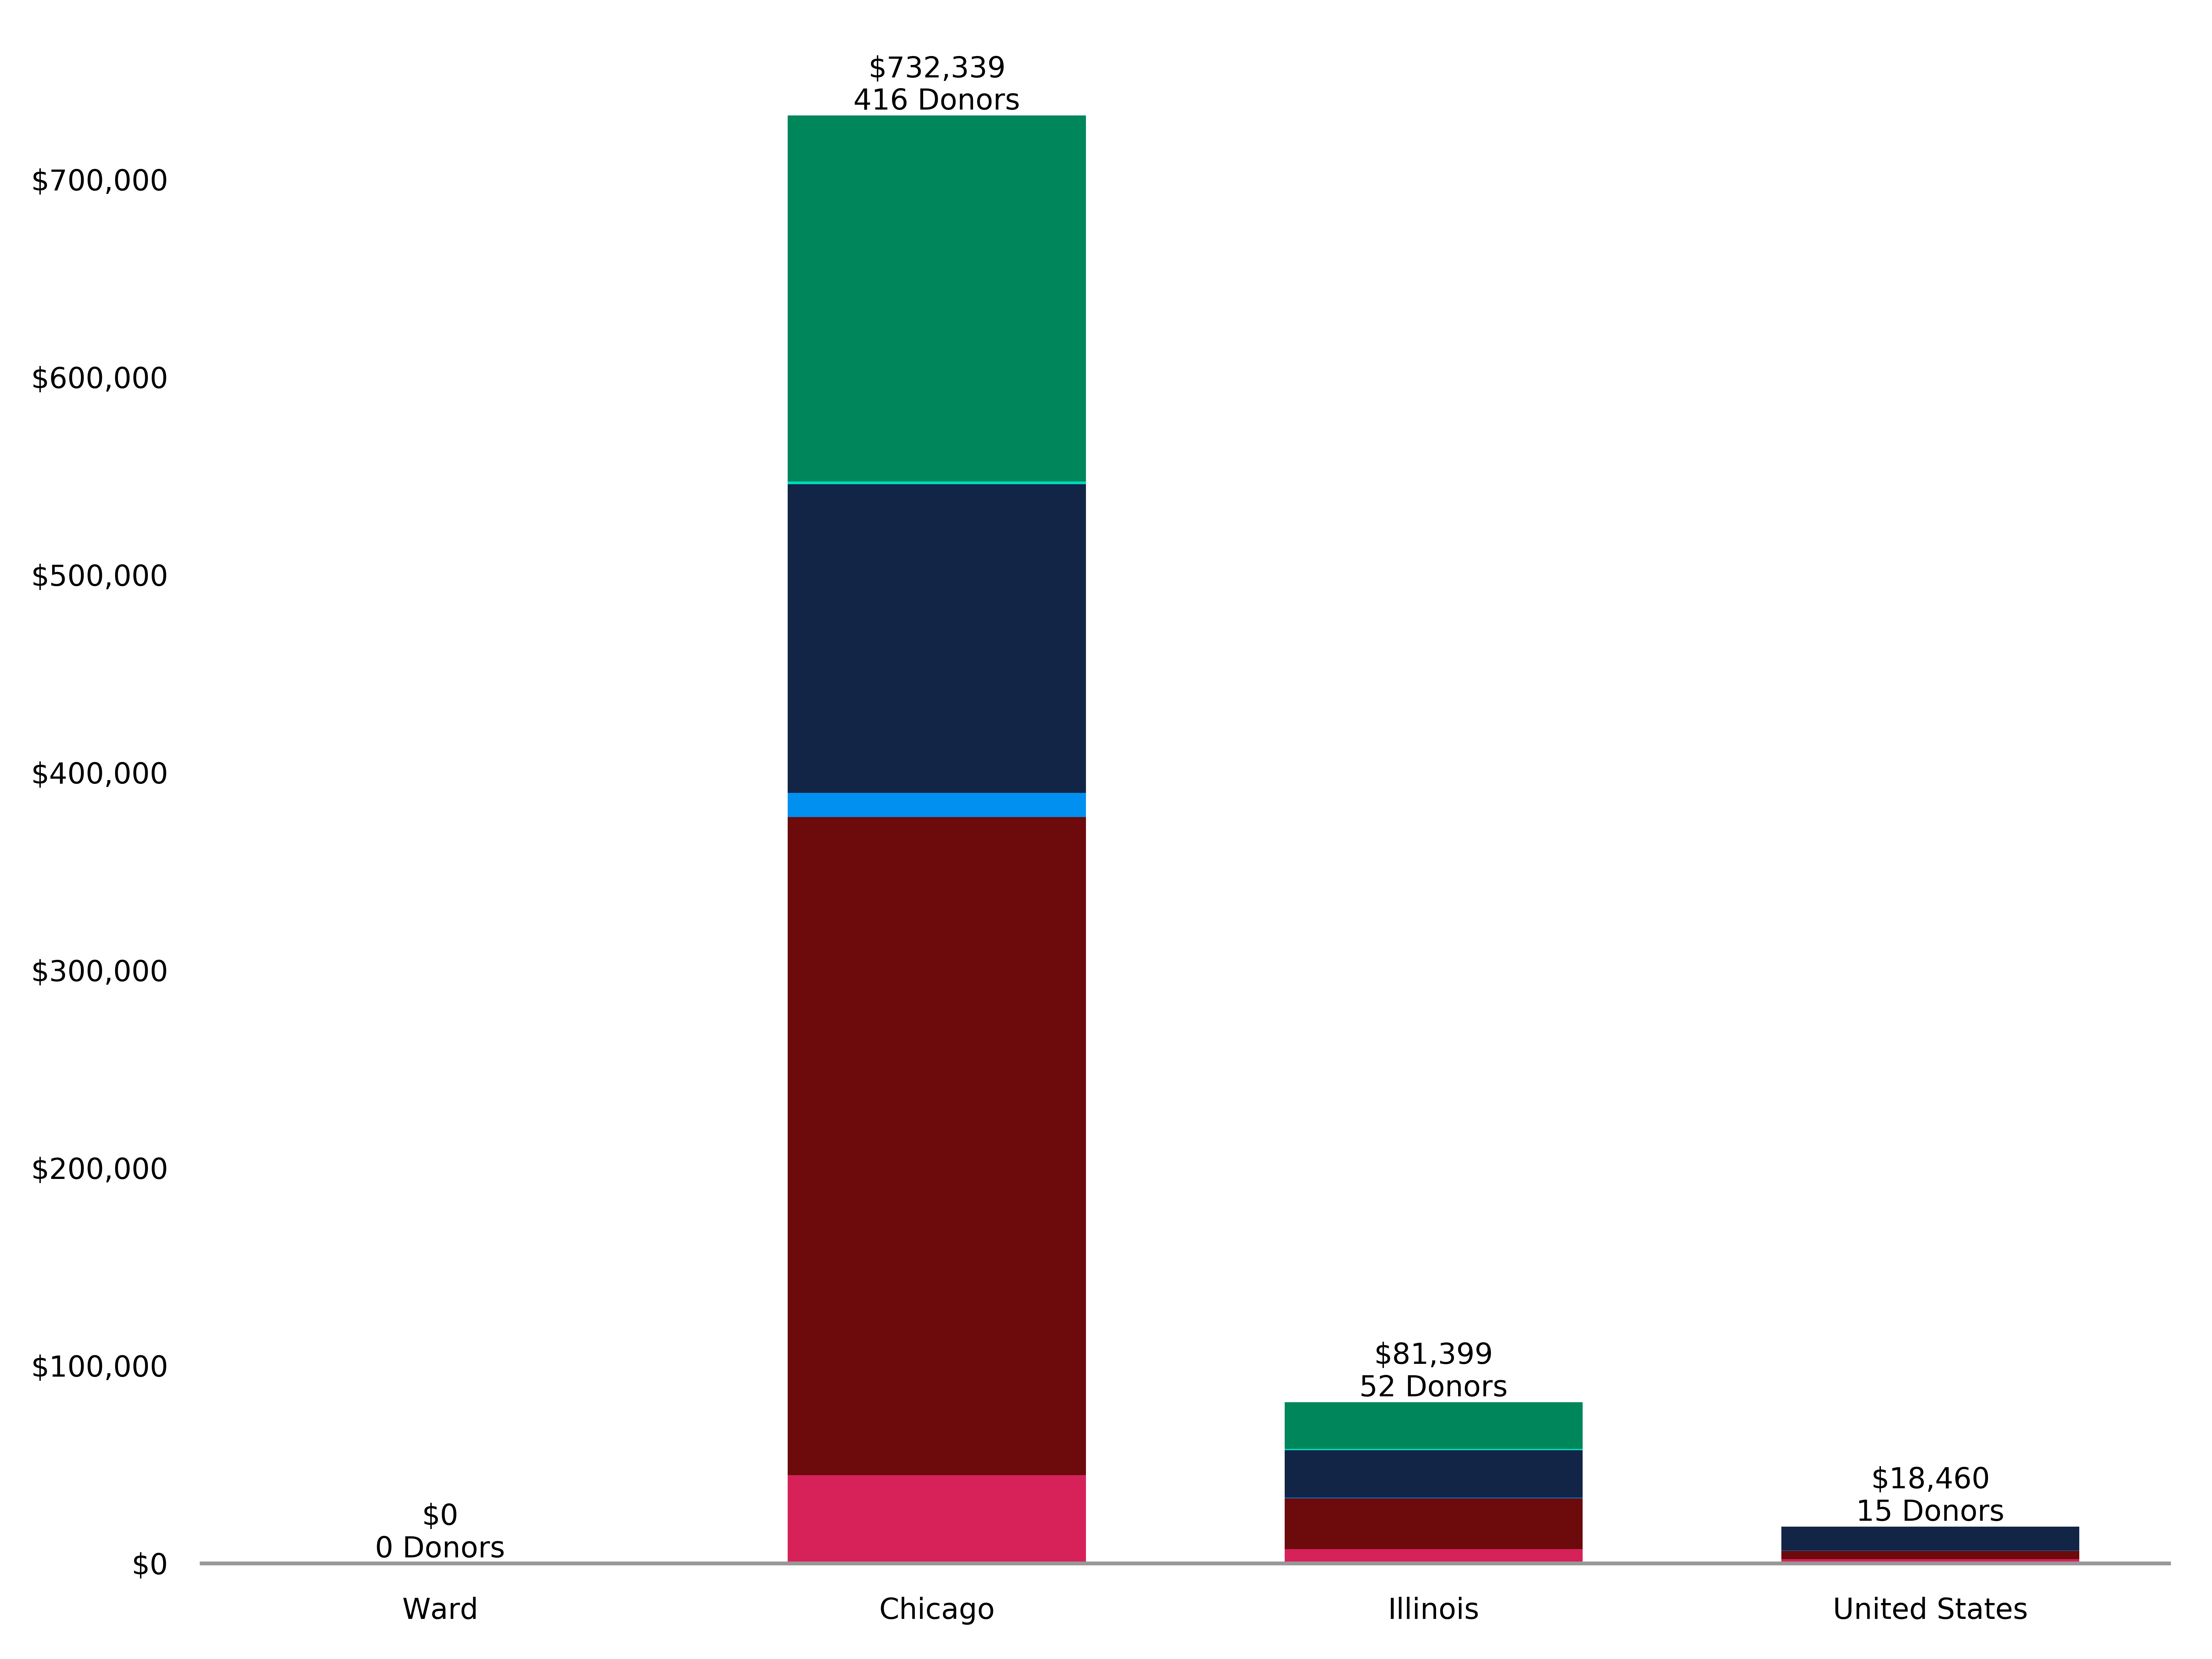 $732,339
416 Donors
$700,000
$600,000
$500,000
$400,000
$300,000
$200,000
$100,000
$0
$81,399
52 Donors
$18,460
15 Donors
$0
0 Donors
Ward
Chicago
Illinois
United States